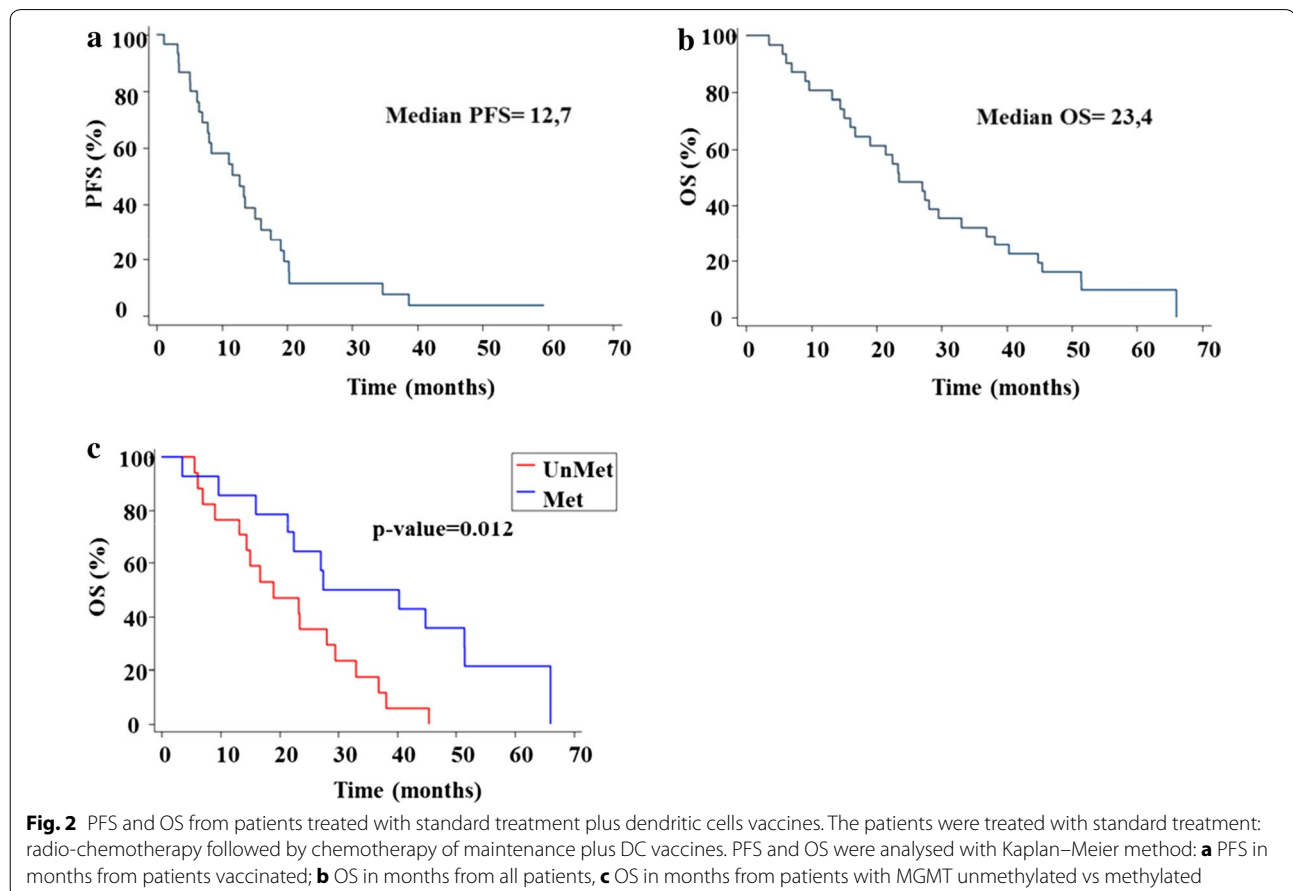 a
100
80
60
40
20
0
PFS (%)
Median PFS= 12,7
0 10 20 30 40 50 60 70
Time (months)
b
100
80
60
40
20
0
OS (%)
Median OS= 23,4
0 10 20 30 40 50 60 70
Time (months)
c
100
80
60
40
20
0
OS (%)
UnMet
Met
p-value=0.012
0 10 20 30 40 50 60 70
Time (months)
Fig. 2 PFS and OS from patients treated with standard treatment plus dendritic cells vaccines. The patients were treated with standard treatment:
radio-chemotherapy followed by chemotherapy of maintenance plus DC vaccines. PFS and OS were analysed with Kaplan–Meier method: a PFS in
months from patients vaccinated; b OS in months from all patients, c OS in months from patients with MGMT unmethylated vs methylated